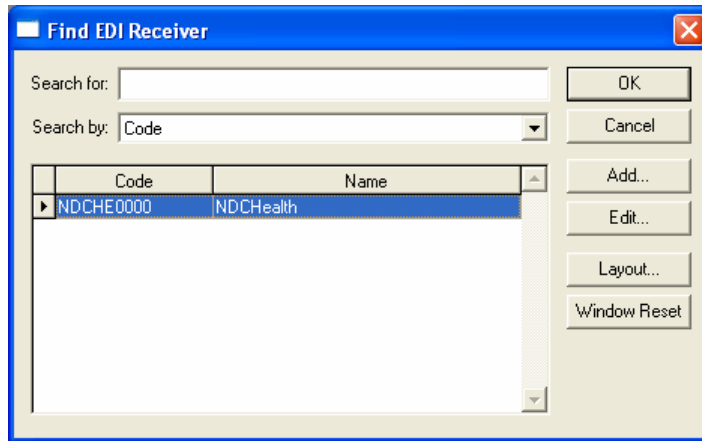 Find EDI Receiver
Search for:
OK
Search by: Code
Cancel
Code Name
Add...
NDCHE0000 NDCHealth
Edit...
Layout...
Window Reset